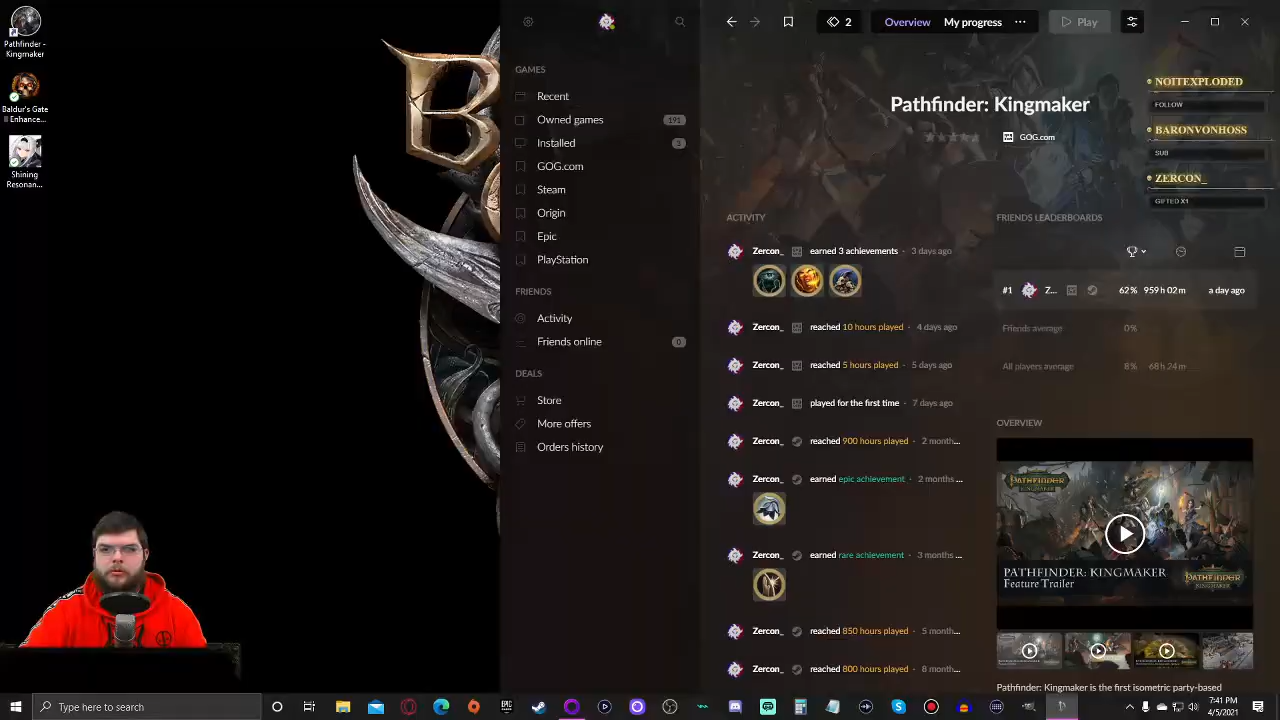 Pathfinder - Kingmaker
Baldur's Gate II Enhance...
Shining Resonan...
B
GAMES
Recent
Owned games 191
Installed 3
GOG.com
Steam
Origin
Epic
PlayStation
FRIENDS
Activity
Friends online 0
DEALS
Store
More offers
Orders history
2 Overview My progress ... Play
Pathfinder: Kingmaker
GOG.com
NOITEXPLODED
FOLLOW
BARONVONHOSS
SUB
ZERCON_
GIFTED X1
ACTIVITY
Zercon_ earned 3 achievements · 3 days ago
Zercon_ reached 10 hours played · 4 days ago
Zercon_ reached 5 hours played · 5 days ago
Zercon_ played for the first time · 7 days ago
Zercon_ reached 900 hours played · 2 month...
Zercon_ earned epic achievement · 2 months ...
Zercon_ earned rare achievement · 3 months ...
Zercon_ reached 850 hours played · 5 month...
Zercon_ reached 800 hours played · 8 month...
FRIENDS LEADERBOARDS
#1 Z... 62% 959 h 02 m a day ago
Friends average 0%
All players average 8% 68 h 24 m
OVERVIEW
PATHFINDER KINGMAKER
PATHFINDER: KINGMAKER
Feature Trailer
PATHFINDER KINGMAKER
Pathfinder: Kingmaker is the first isometric party-based
Type here to search
EPIC GAMES
7:41 PM
4/5/2021